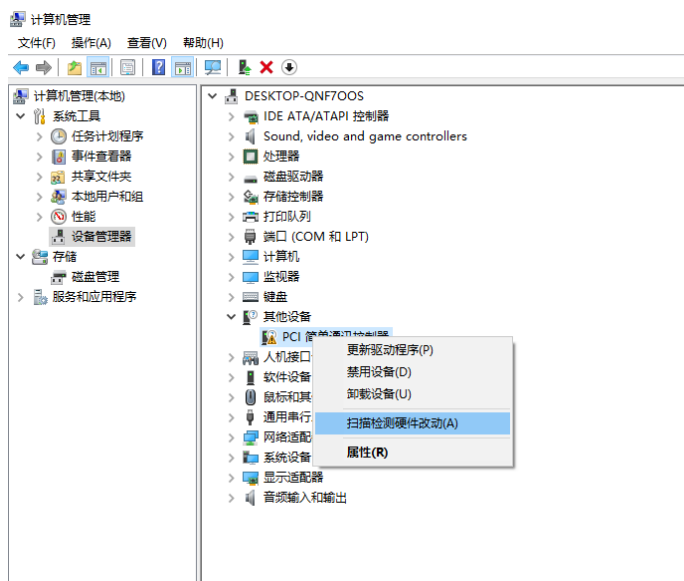 计算机管理
文件(F) 操作(A) 查看(V) 帮助(H)
计算机管理(本地)
系统工具
任务计划程序
事件查看器
共享文件夹
本地用户和组
性能
设备管理器
存储
磁盘管理
服务和应用程序
DESKTOP-QNF7OOS
IDE ATA/ATAPI 控制器
Sound, video and game controllers
处理器
磁盘驱动器
存储控制器
打印队列
端口 (COM 和 LPT)
计算机
监视器
键盘
其他设备
PCI 简单通讯控制器
人机接口
软件设备
鼠标和其
通用串行
网络适配
系统设备
显示适配器
音频输入和输出
更新驱动程序(P)
禁用设备(D)
卸载设备(U)
扫描检测硬件改动(A)
属性(R)